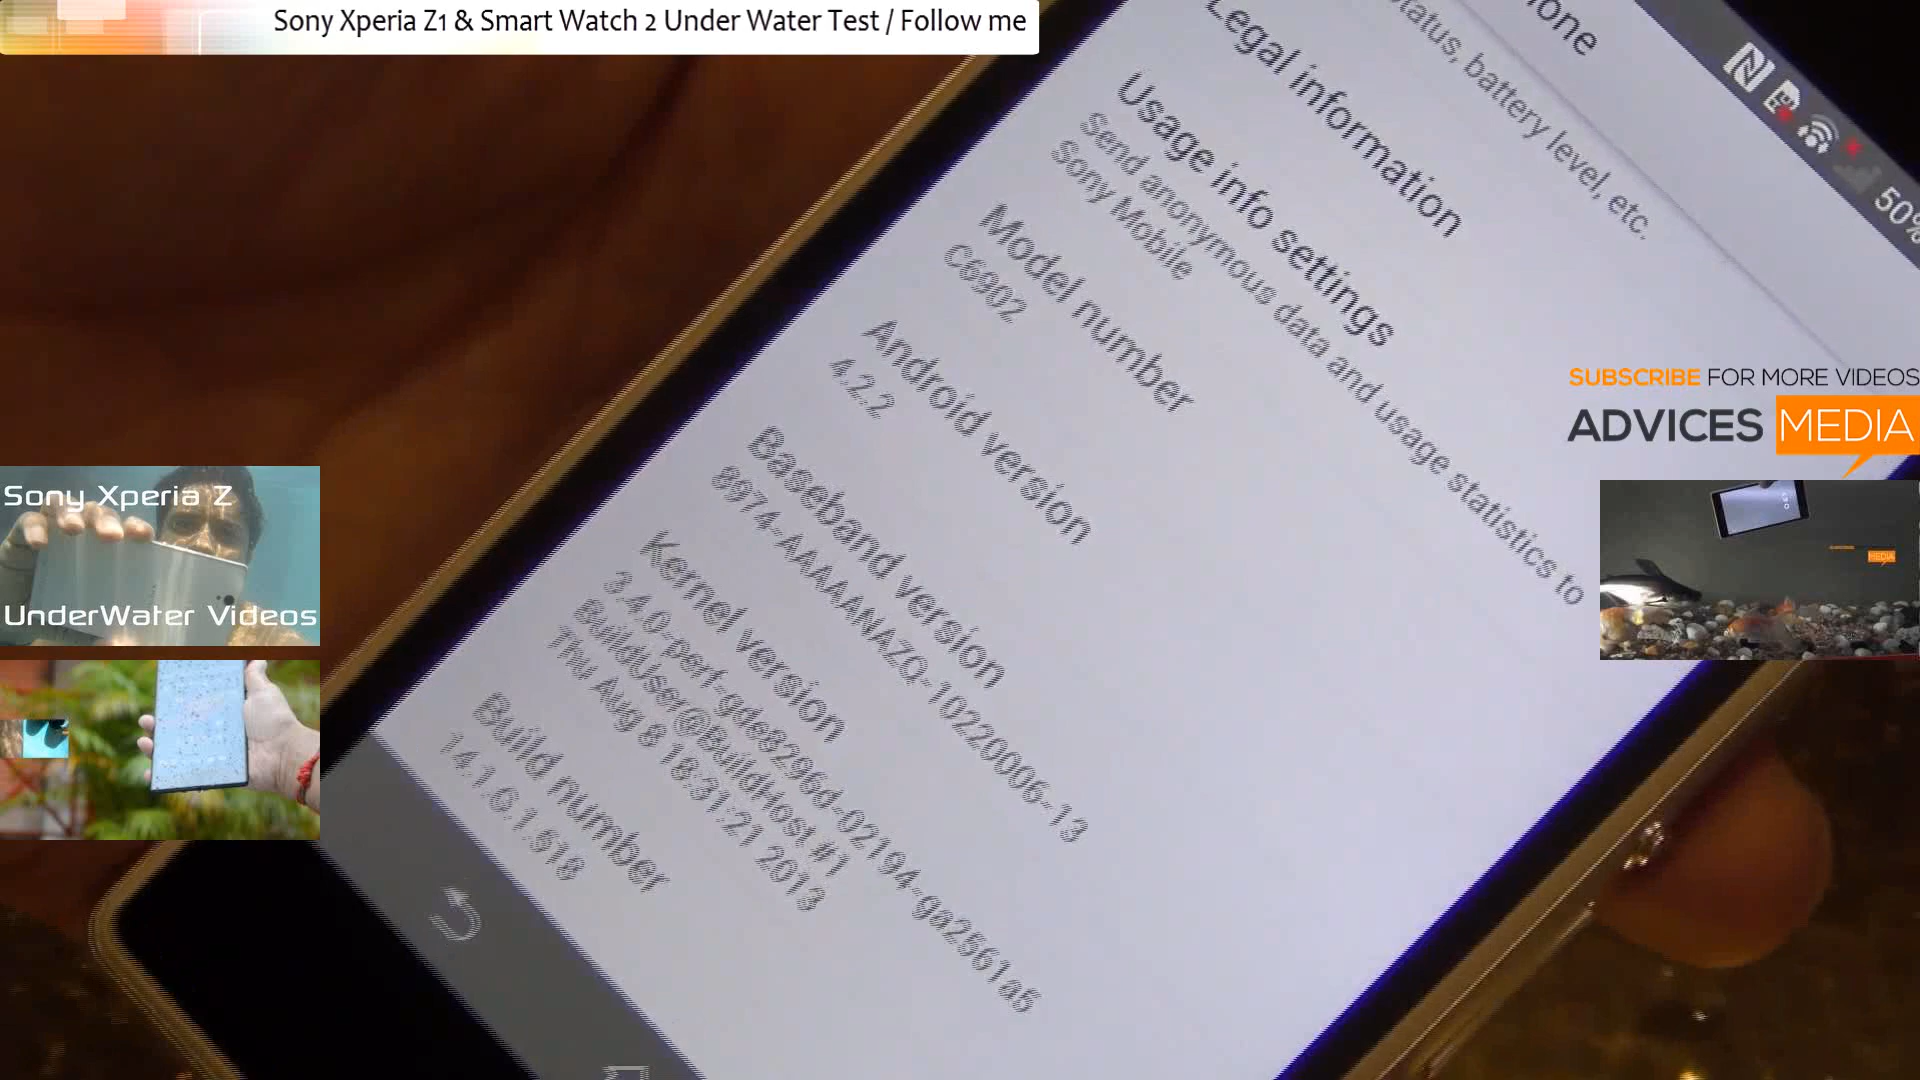 Sony Xperia Z1 & Smart Watch 2 Under Water Test / Follow me
50%
status, battery level, etc.
Legal information
Usage info settings
Send anonymous data and usage statistics to
Sony Mobile
Model number
C6902
Android version
4.2.2
Baseband version
8974-AAAAANAZQ-10220006-13
Kernel version
3.4.0-perf-gde8296d-02194-ga2561a5
BuildUser@BuildHost #1
Thu Aug 8 18:31:21 2013
Build number
14.1.G.1.518
SUBSCRIBE FOR MORE VIDEOS
ADVICES MEDIA
MEDIA
Sony Xperia Z
UnderWater Videos